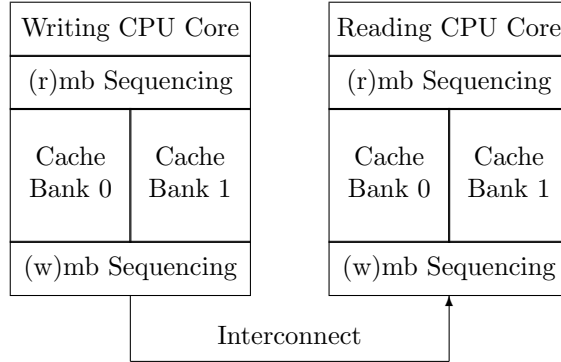 Writing CPU Core
(r)mb Sequencing
Cache
Bank 0
Cache
Bank 1
(w)mb Sequencing
Reading CPU Core
(r)mb Sequencing
Cache
Bank 0
Cache
Bank 1
(w)mb Sequencing
Interconnect